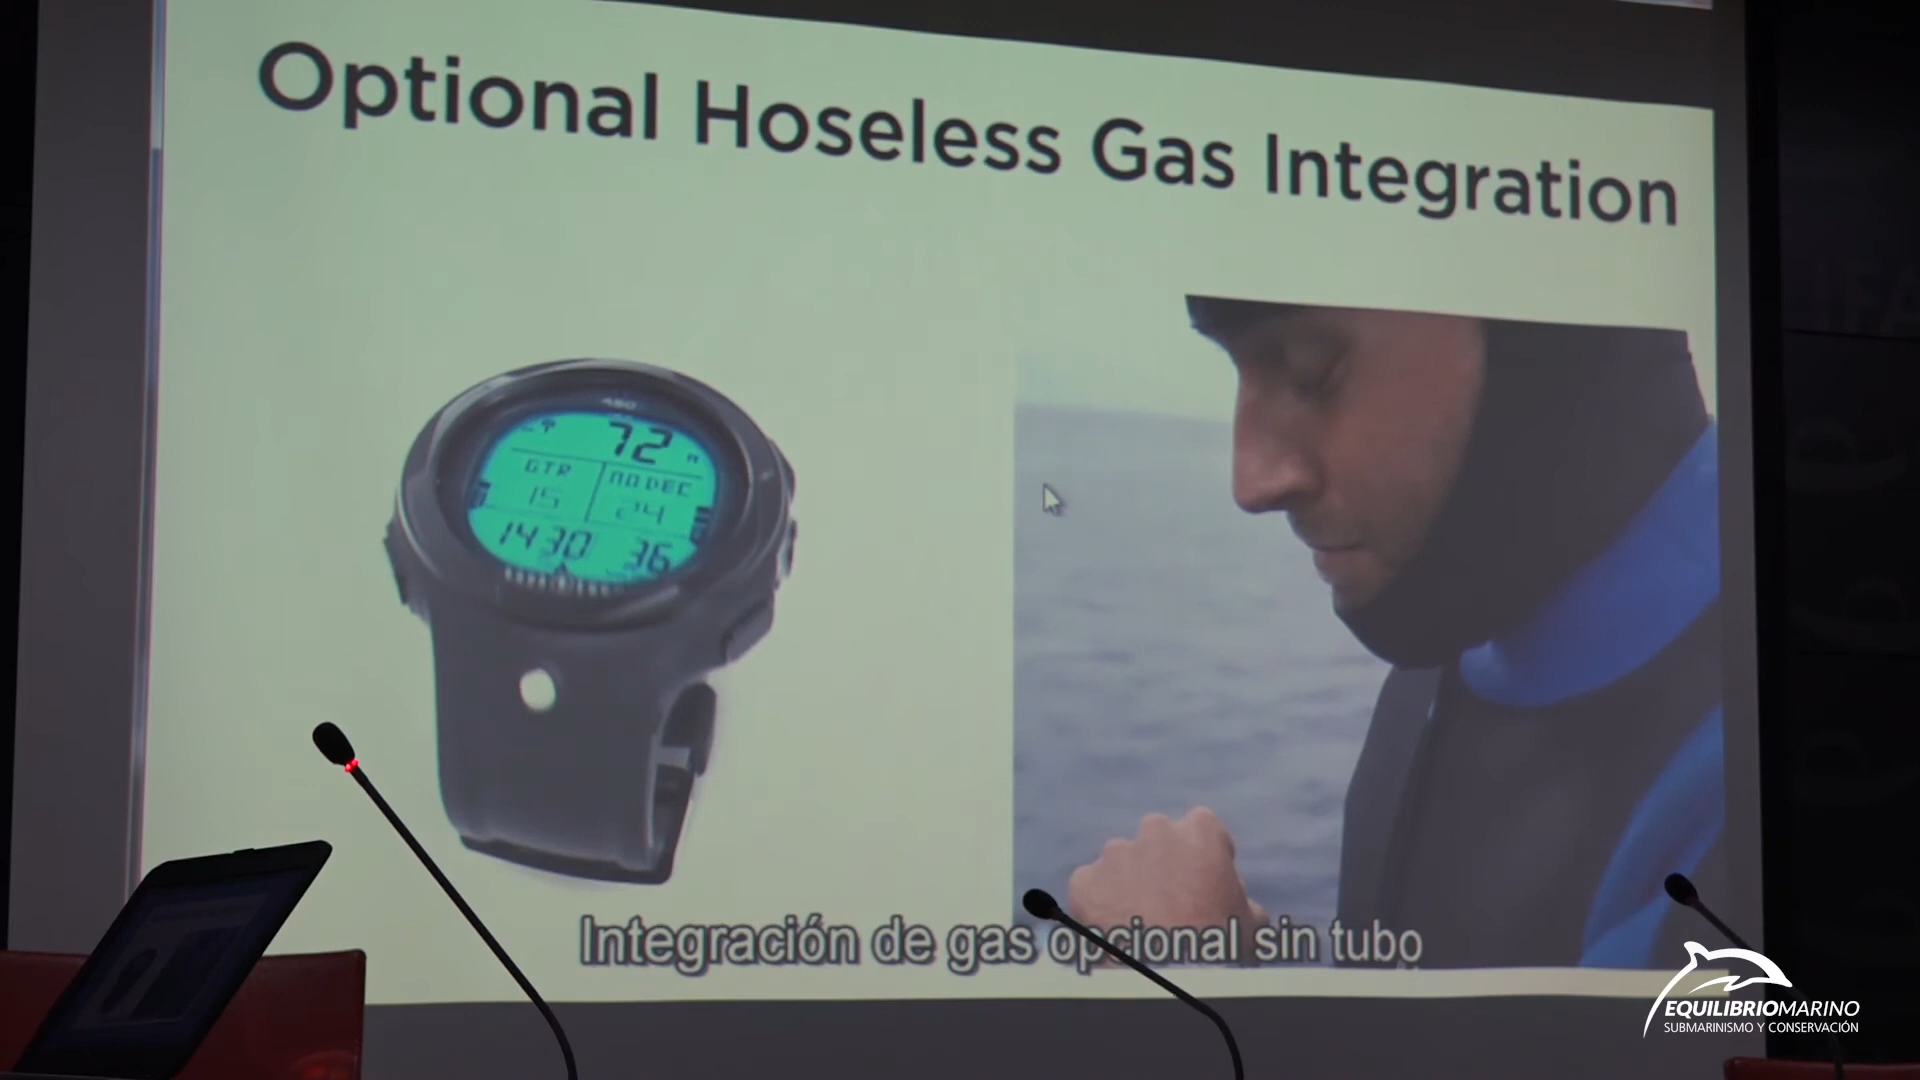 Optional Hoseless Gas Integration
72
GTR NO DEC
15 24
1430 36
Integración de gas opcional sin tubo
EQUILIBRIOMARINO
SUBMARINISMO Y CONSERVACIÓN